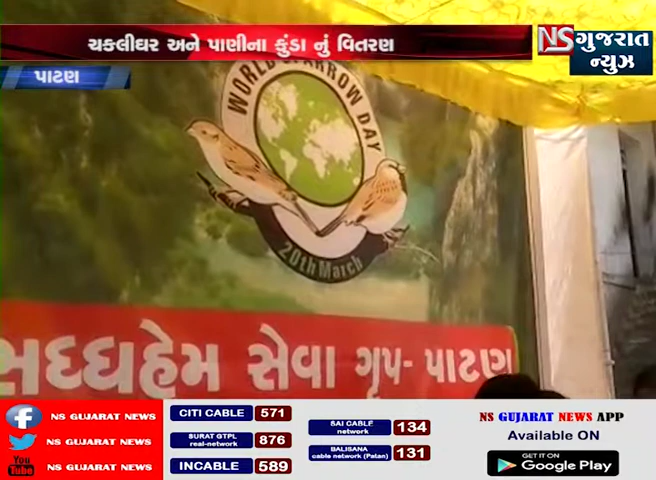 ચકલીઘર અને પાણીના કુંડા નું વિતરણ
NS ગુજરાત
ન્યુઝ
પાટણ
WORLD SPARROW DAY
20th March
સેવા ગૃપ- પાટણ
NS GUJARAT NEWS
NS GUJARAT NEWS
You Tube NS GUJARAT NEWS
CITI CABLE 571
SURAT GTPL real-network 876
INCABLE 589
SAI CABLE network 134
BALISANA cable network (Patan) 131
NS GUJARAT NEWS APP
Available ON
GET IT ON
Google Play